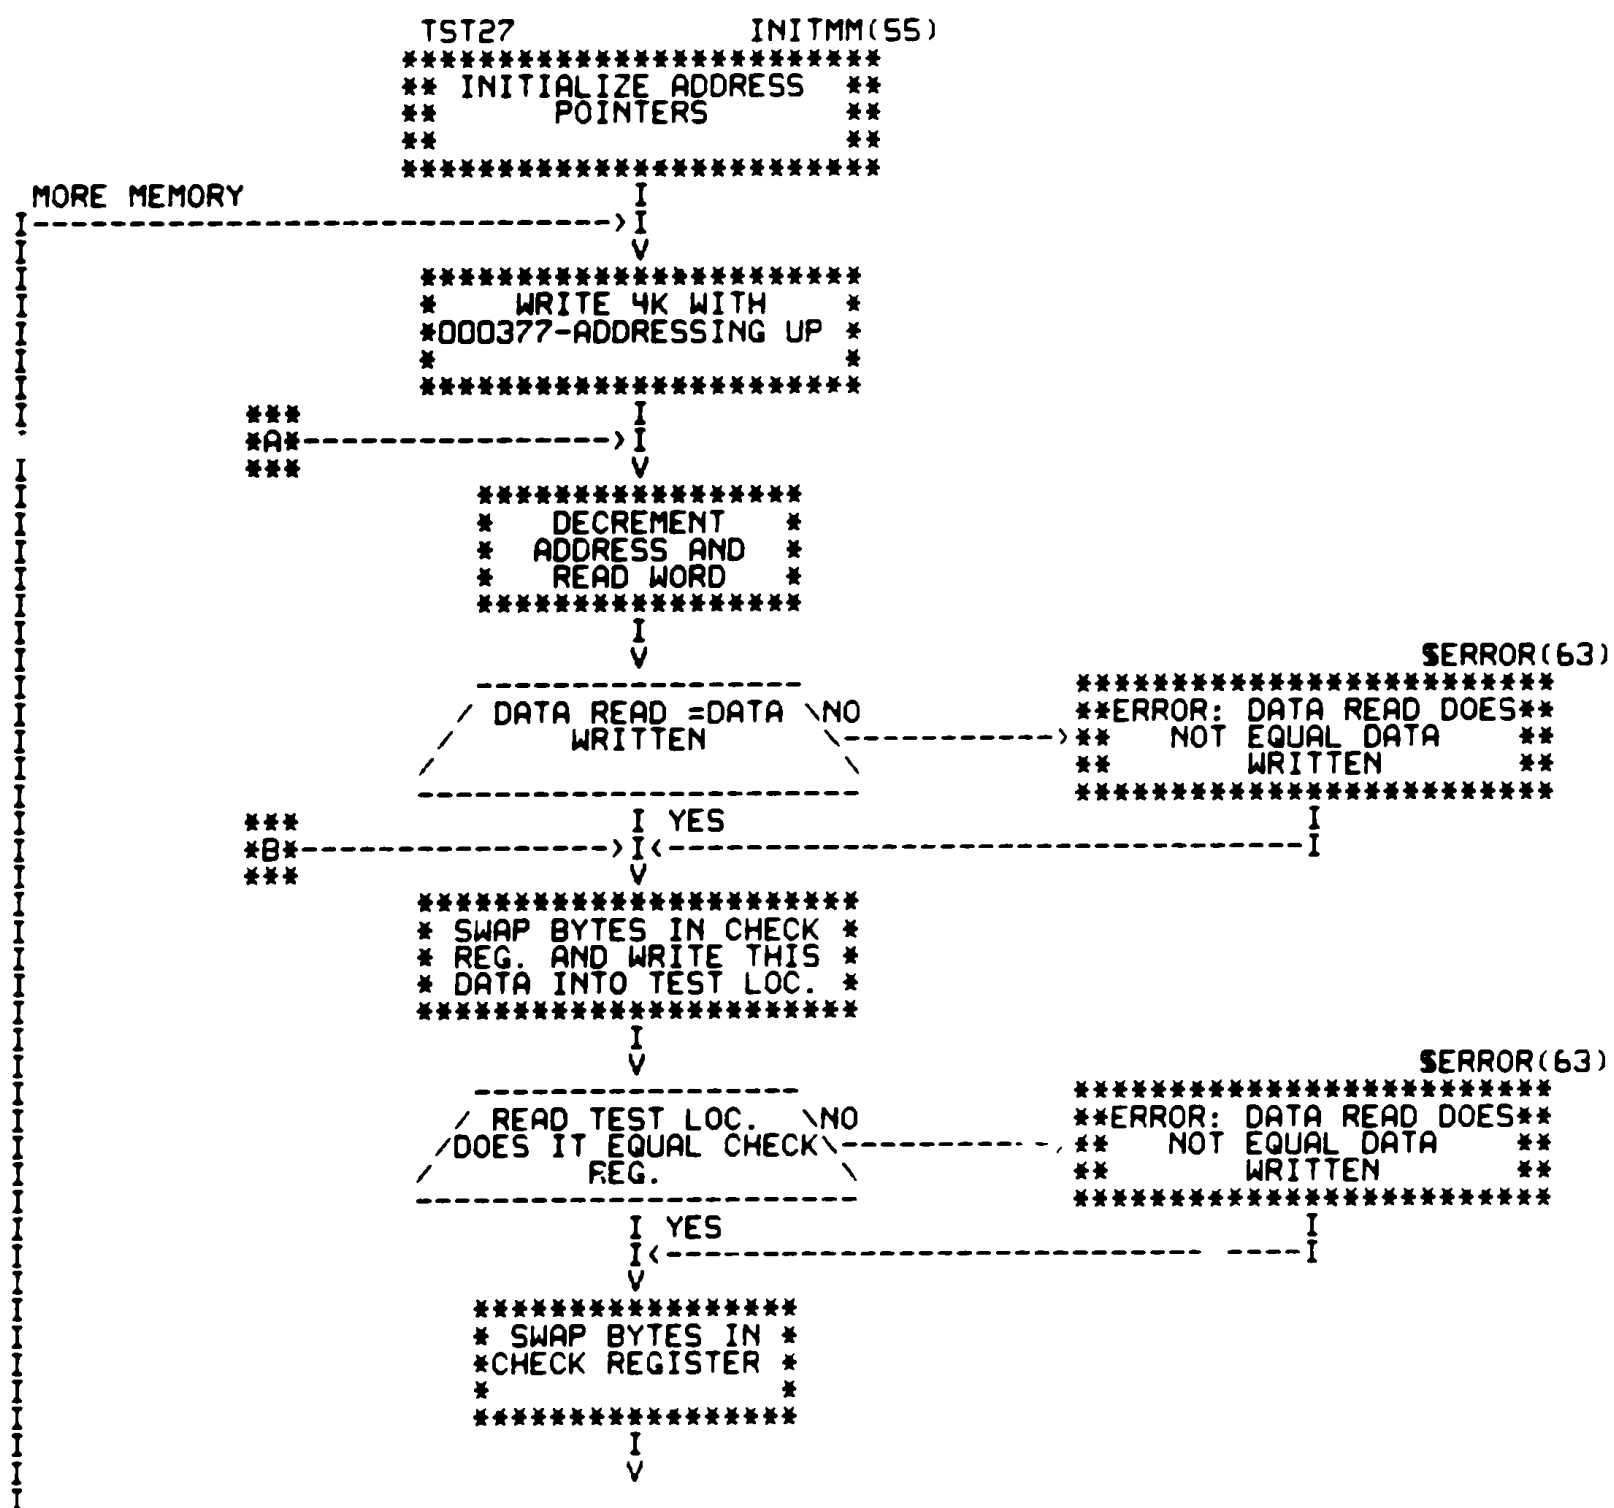 TST27 INITMM(55)
INITIALIZE ADDRESS
POINTERS
MORE MEMORY
WRITE 4K WITH
000377-ADDRESSING UP
A
DECREMENT
ADDRESS AND
READ WORD
$ERROR(63)
DATA READ =DATA NO
WRITTEN
ERROR: DATA READ DOES
NOT EQUAL DATA
WRITTEN
YES
B
SWAP BYTES IN CHECK
REG. AND WRITE THIS
DATA INTO TEST LOC.
$ERROR(63)
READ TEST LOC. NO
DOES IT EQUAL CHECK
REG.
ERROR: DATA READ DOES
NOT EQUAL DATA
WRITTEN
YES
SWAP BYTES IN
CHECK REGISTER